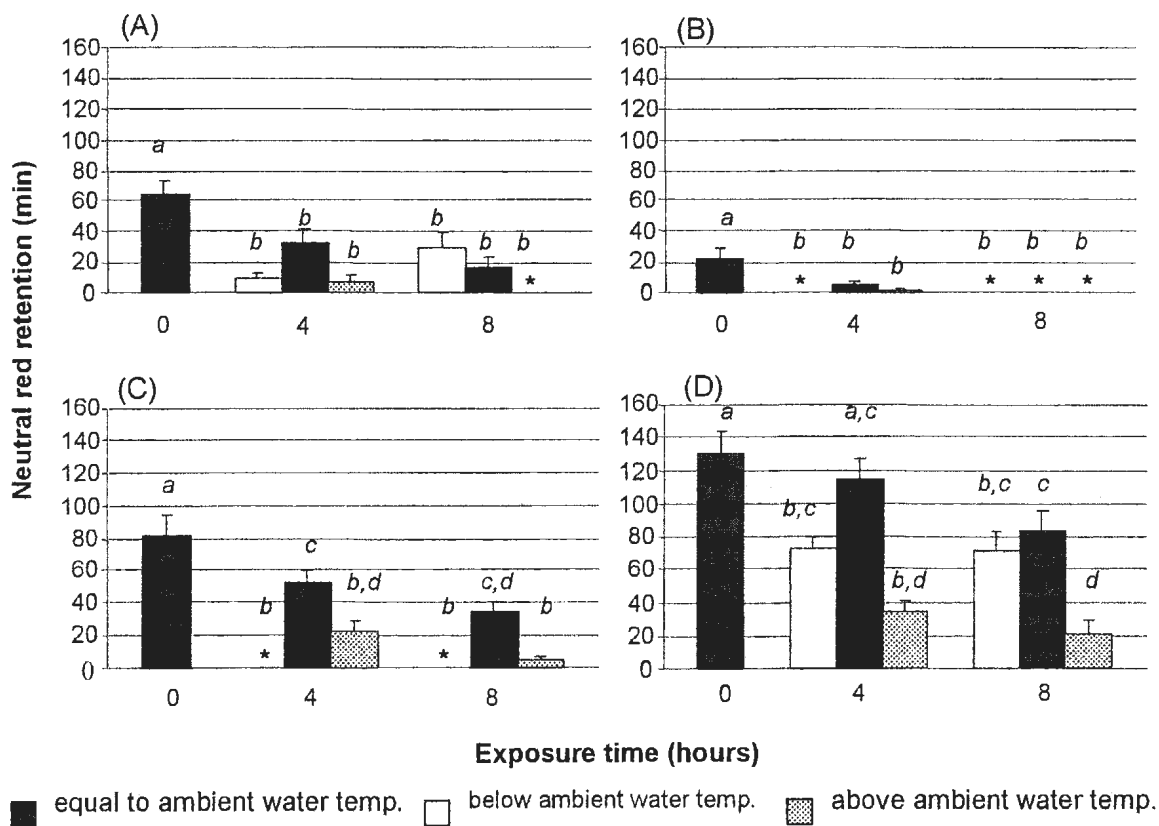 (A)
160
140
120
100
80
60
40
20
0
a
b
b
b
b
b
b
*
0
4
8
(B)
160
140
120
100
80
60
40
20
0
a
b
b
b
b
b
b
*
*
*
*
0
4
8
Neutral red retention (min)
(C)
160
140
120
100
80
60
40
20
0
a
b
c
b,d
b
c,d
b
*
*
0
4
8
(D)
160
140
120
100
80
60
40
20
0
a
b,c
a,c
b,d
b,c
c
d
0
4
8
Exposure time (hours)
equal to ambient water temp.
below ambient water temp.
above ambient water temp.